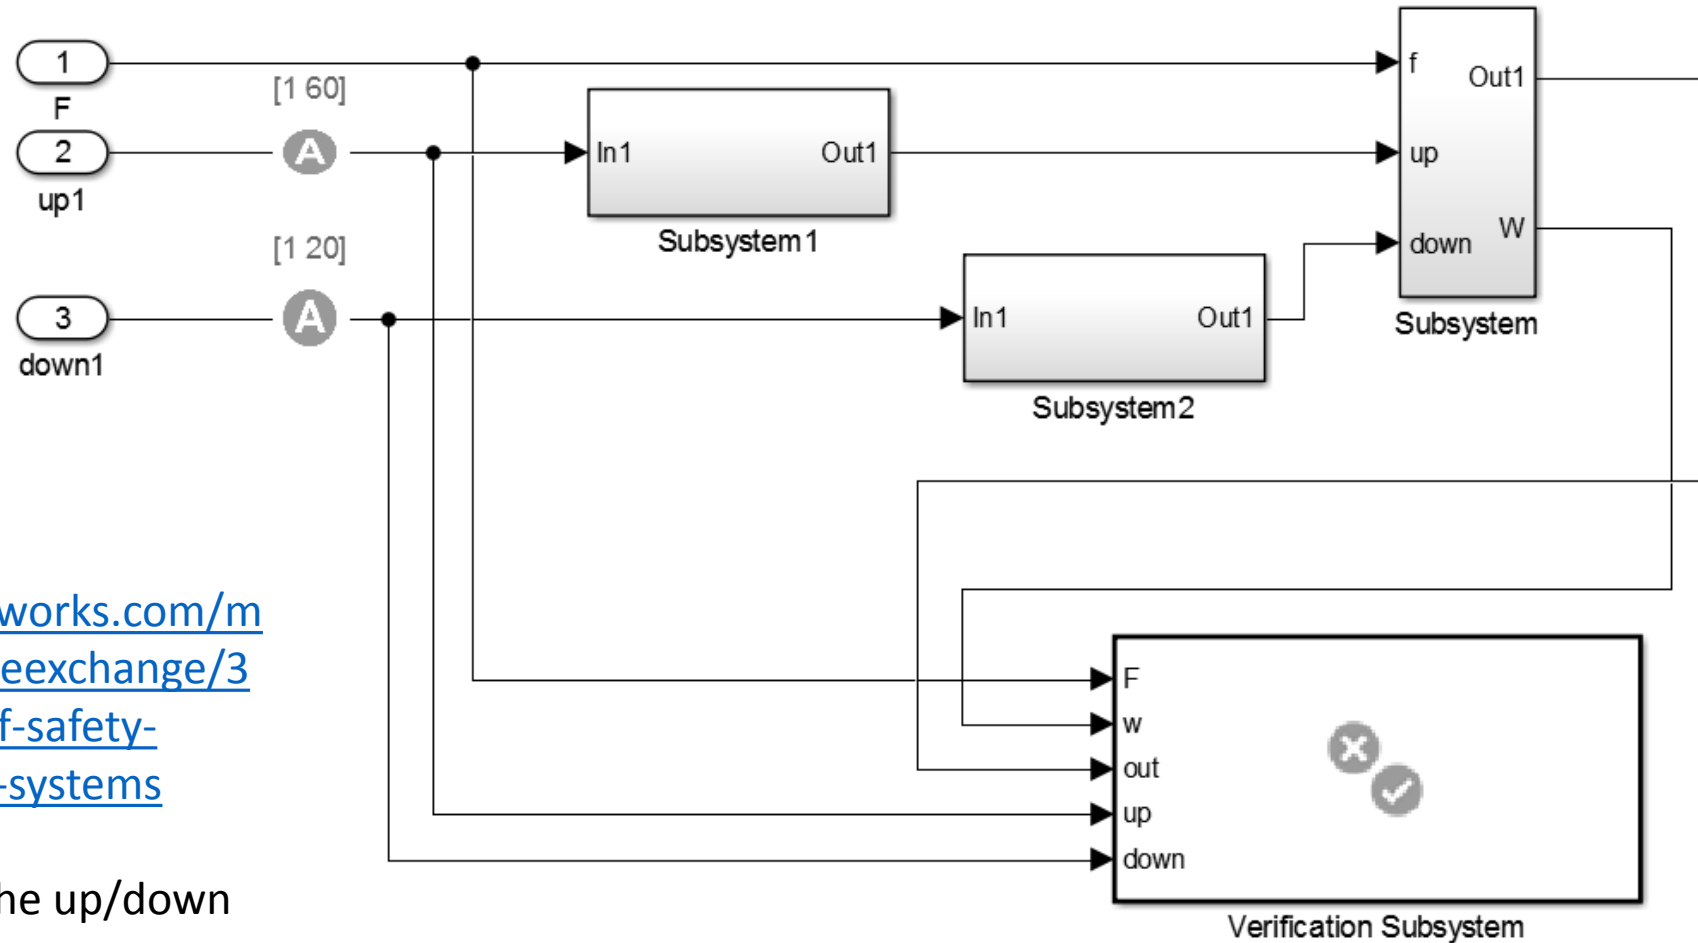 1
F
[1 60]
A
2
up1
In1
Out1
Subsystem1
[1 20]
A
3
down1
In1
Out1
Subsystem2
f
up
down
Out1
W
Subsystem
works.com/m
eexchange/3
f-safety-
-systems
he up/down
F
w
out
up
down
Verification Subsystem